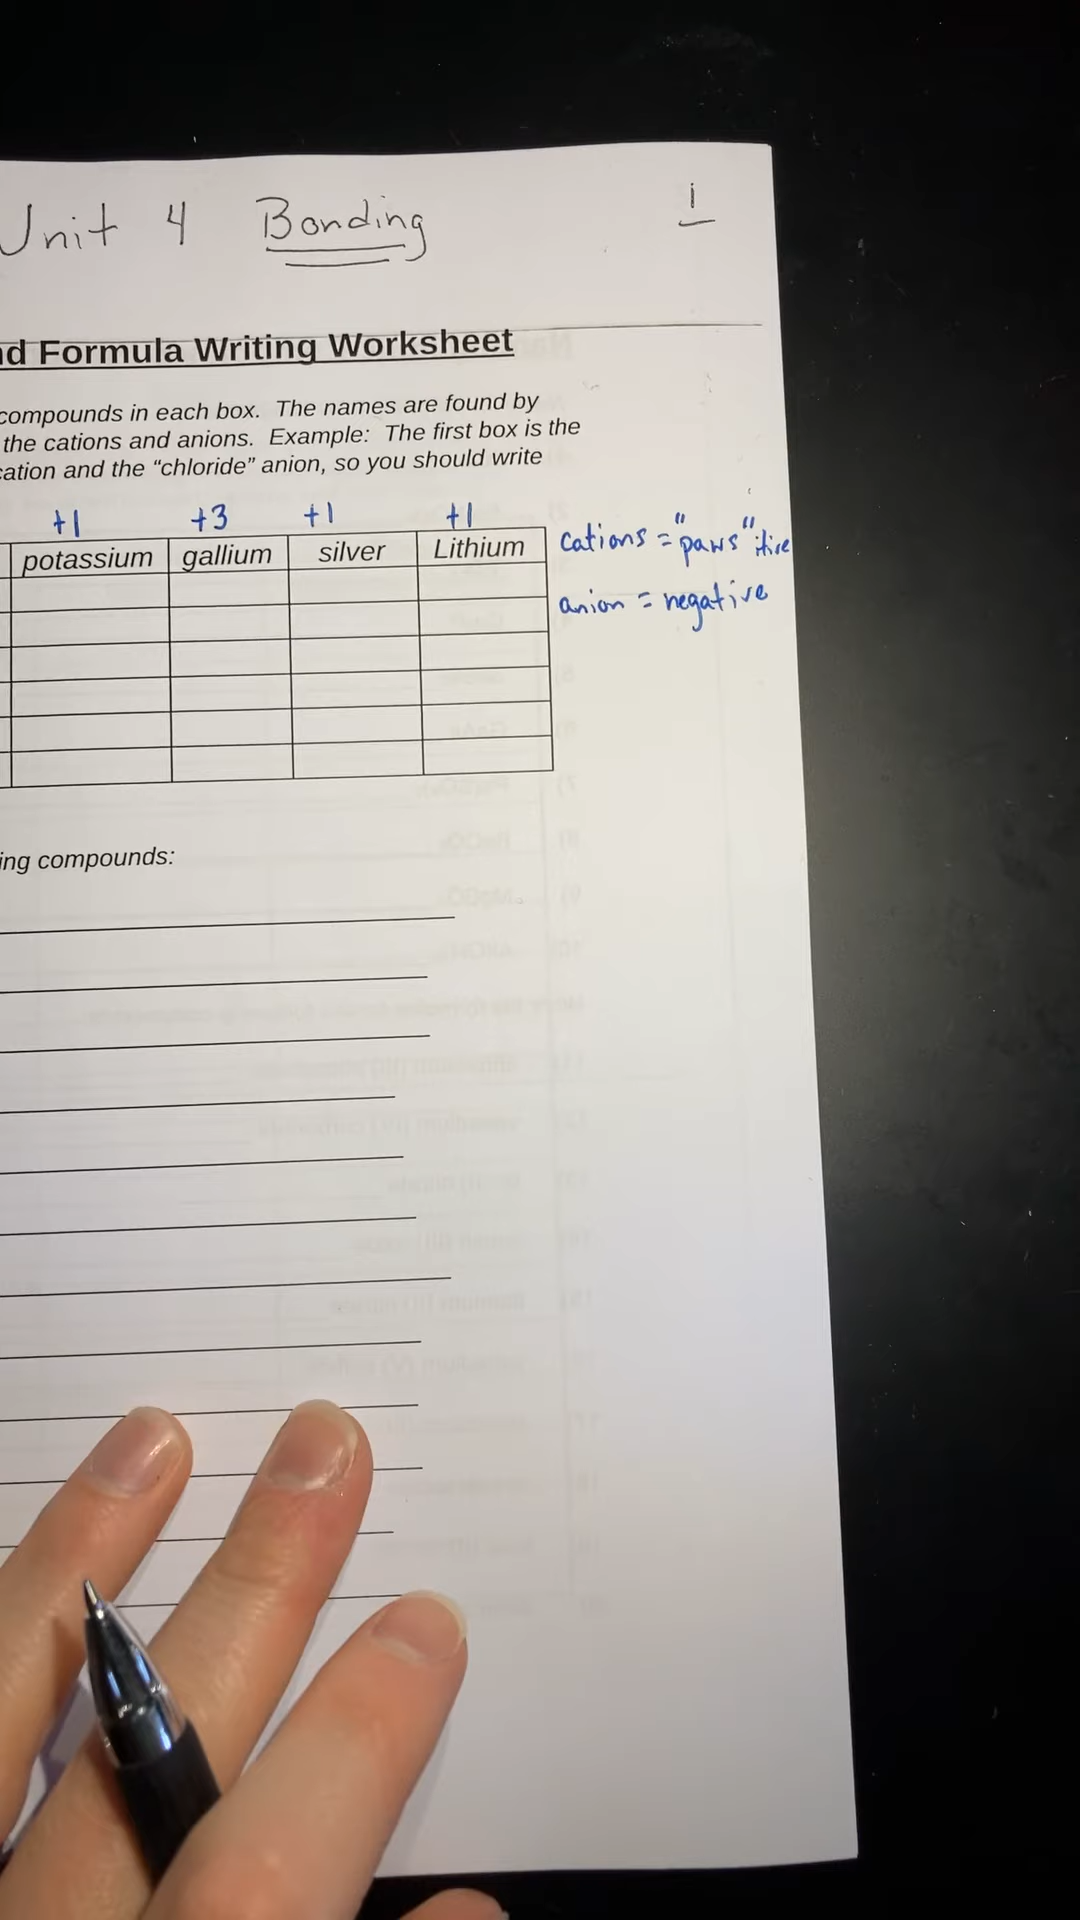 Unit 4 Bonding 1
nd Formula Writing Worksheet
compounds in each box. The names are found by
the cations and anions. Example: The first box is the
cation and the “chloride” anion, so you should write
+1 +3 +1 +1
potassium gallium silver Lithium
cations = "paws" itive
anion = negative
ing compounds: